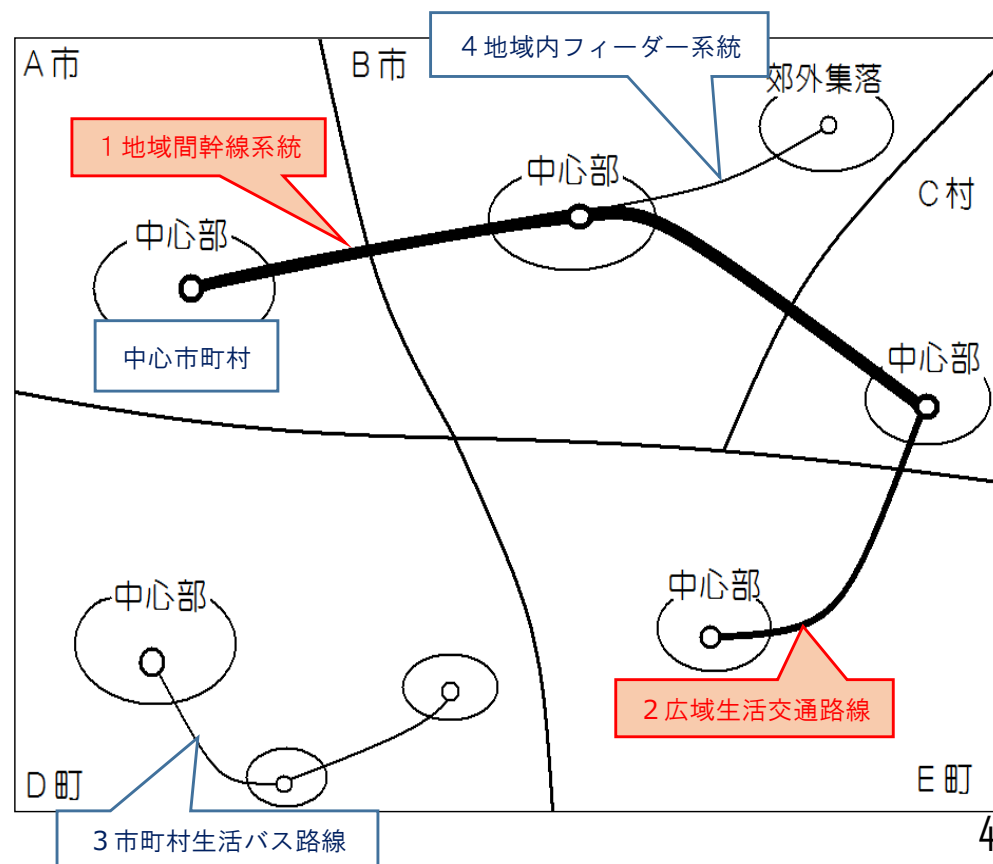 A市
B市
4地域内フィーダー系統
郊外集落
1地域間幹線系統
中心部
C村
中心部
中心市町村
中心部
中心部
中心部
2広域生活交通路線
D町
E町
3市町村生活バス路線
4